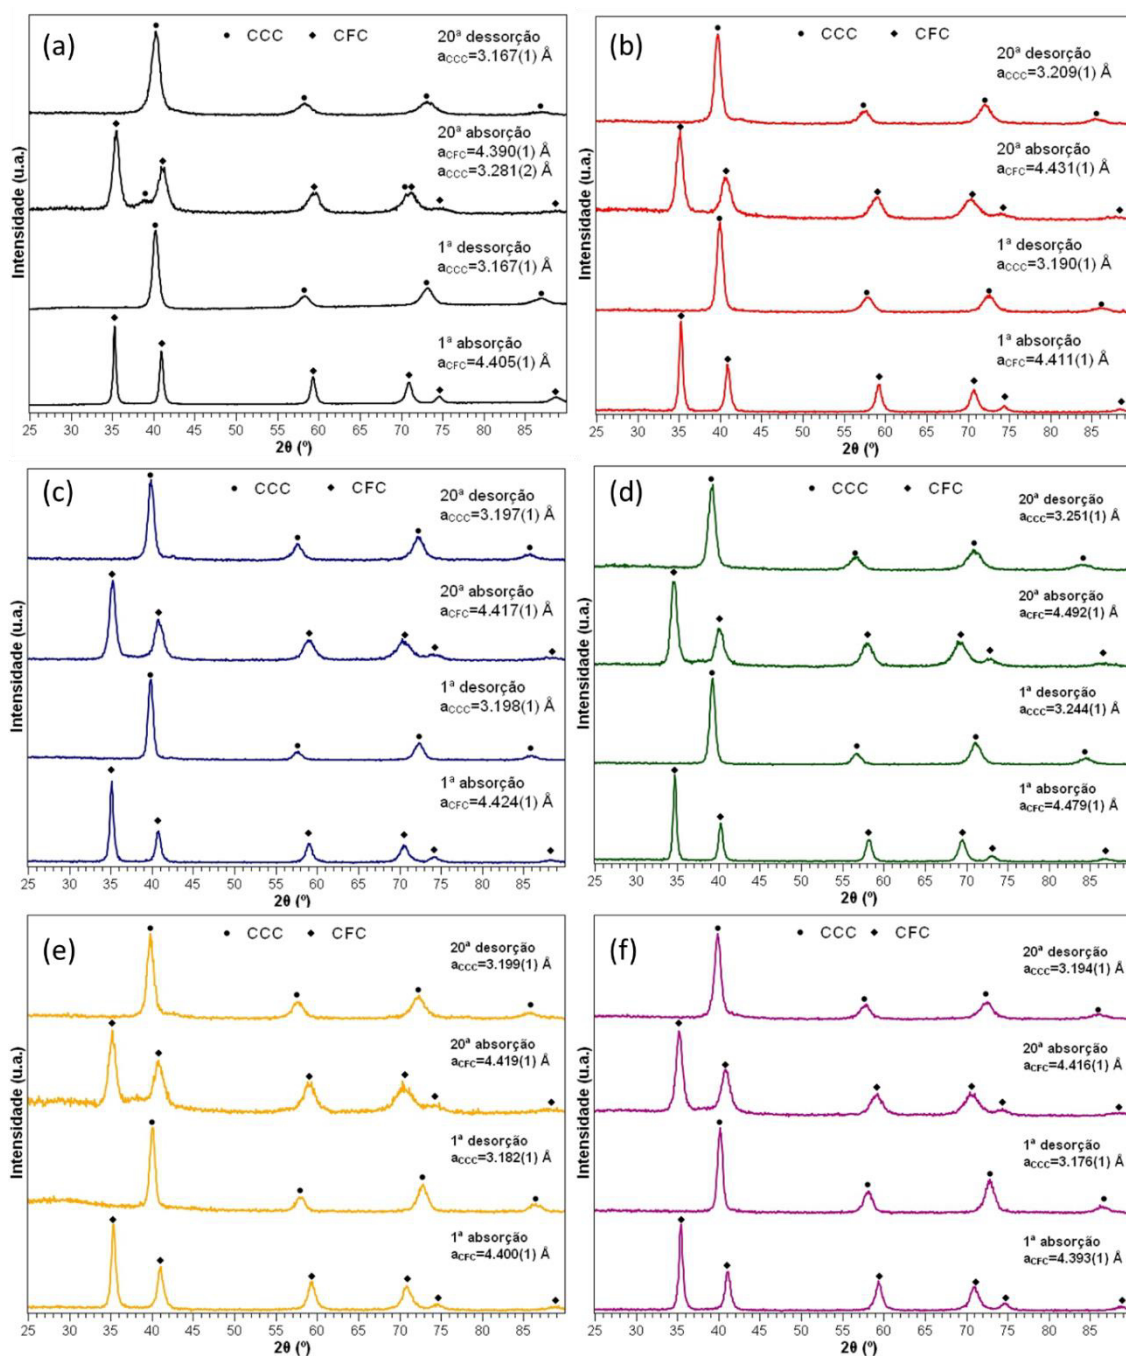 (a)
● CCC ◆ CFC
20ª dessorção
aCCC=3.167(1) Å
20ª absorção
aCFC=4.390(1) Å
aCCC=3.281(2) Å
1ª dessorção
aCCC=3.167(1) Å
1ª absorção
aCFC=4.405(1) Å
Intensidade (u.a.)
25 30 35 40 45 50 55 60 65 70 75 80 85
2θ (º)
(b)
● CCC ◆ CFC
20ª desorção
aCCC=3.209(1) Å
20ª absorção
aCFC=4.431(1) Å
1ª desorção
aCCC=3.190(1) Å
1ª absorção
aCFC=4.411(1) Å
Intensidade (u.a.)
25 30 35 40 45 50 55 60 65 70 75 80 85
2θ (º)
(c)
● CCC ◆ CFC
20ª desorção
aCCC=3.197(1) Å
20ª absorção
aCFC=4.417(1) Å
1ª desorção
aCCC=3.198(1) Å
1ª absorção
aCFC=4.424(1) Å
Intensidade (u.a.)
25 30 35 40 45 50 55 60 65 70 75 80 85
2θ (º)
(d)
● CCC ◆ CFC
20ª desorção
aCCC=3.251(1) Å
20ª absorção
aCFC=4.492(1) Å
1ª desorção
aCCC=3.244(1) Å
1ª absorção
aCFC=4.479(1) Å
Intensidade (u.a.)
25 30 35 40 45 50 55 60 65 70 75 80 85
2θ (º)
(e)
● CCC ◆ CFC
20ª desorção
aCCC=3.199(1) Å
20ª absorção
aCFC=4.419(1) Å
1ª desorção
aCCC=3.182(1) Å
1ª absorção
aCFC=4.400(1) Å
Intensidade (u.a.)
25 30 35 40 45 50 55 60 65 70 75 80 85
2θ (º)
(f)
● CCC ◆ CFC
20ª desorção
aCCC=3.194(1) Å
20ª absorção
aCFC=4.416(1) Å
1ª desorção
aCCC=3.176(1) Å
1ª absorção
aCFC=4.393(1) Å
Intensidade (u.a.)
25 30 35 40 45 50 55 60 65 70 75 80 85
2θ (º)